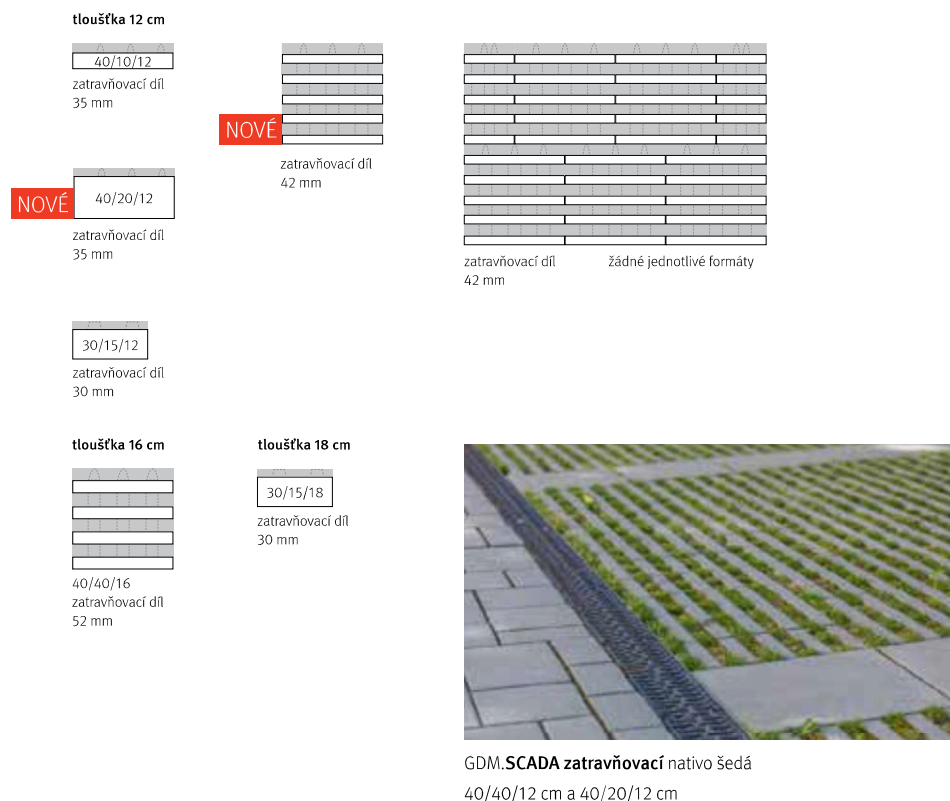 tloušťka 12 cm
40/10/12
zatravňovací díl
35 mm
NOVÉ
zatravňovací díl
42 mm
NOVÉ
40/20/12
zatravňovací díl
35 mm
zatravňovací díl
42 mm
žádné jednotlivé formáty
30/15/12
zatravňovací díl
30 mm
tloušťka 16 cm
40/40/16
zatravňovací díl
52 mm
tloušťka 18 cm
30/15/18
zatravňovací díl
30 mm
GDM.SCADA zatravňovací nativo šedá
40/40/12 cm a 40/20/12 cm